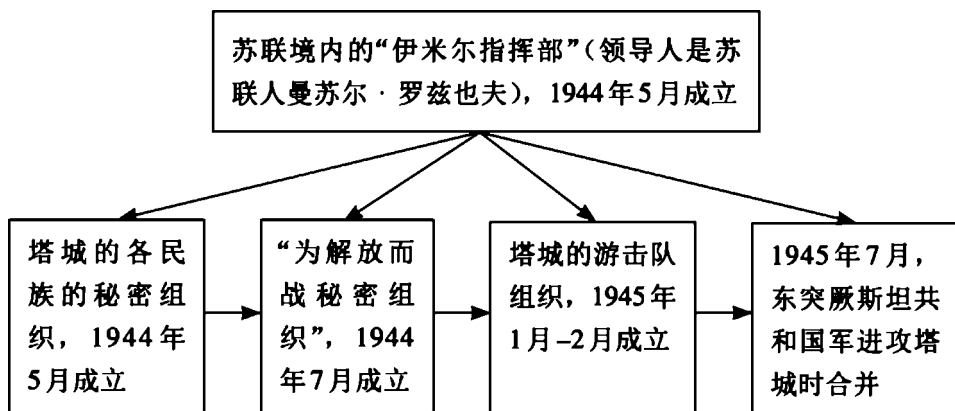 苏联境内的“伊米尔指挥部”(领导人是苏
联人曼苏尔·罗兹也夫)，1944年5月成立
塔城的各民
族的秘密组
织，1944年
5月成立
“为解放而
战秘密组
织”，1944
年7月成立
塔城的游击队
组织，1945年
1月–2月成立
1945年7月，
东突厥斯坦共
和国军进攻塔
城时合并